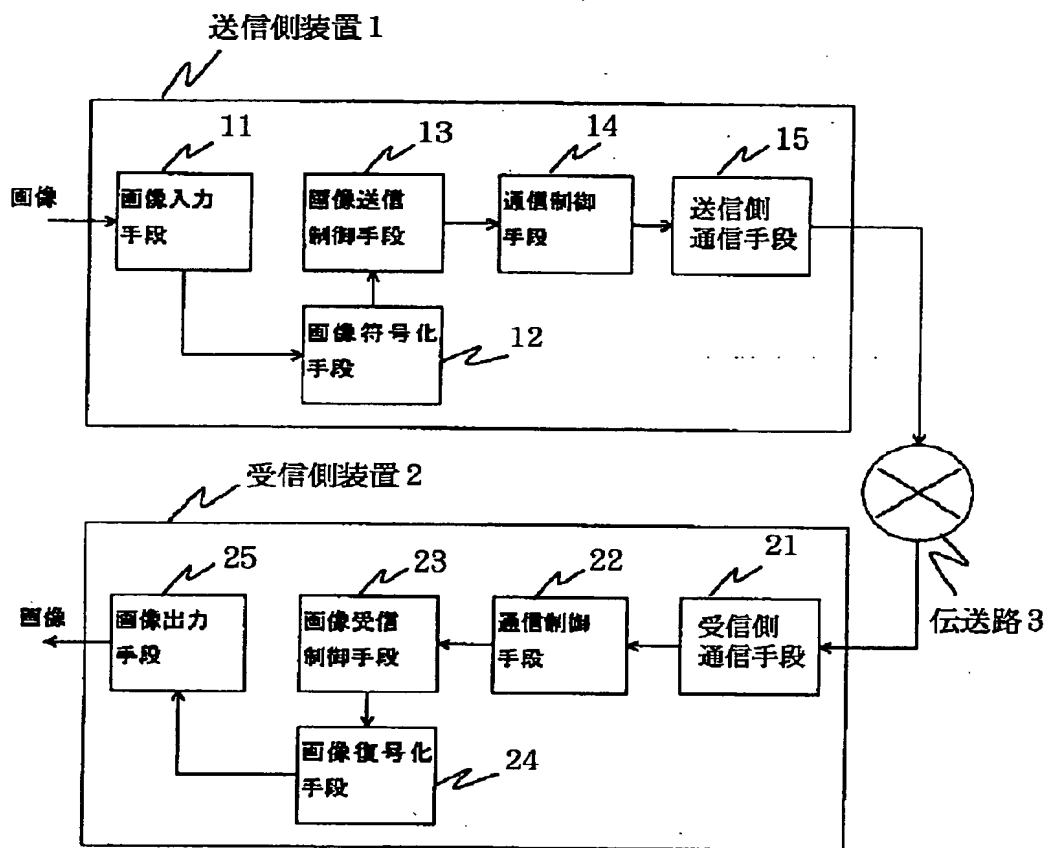 送信側装置1
11
13
14
15
画像
画像入力
手段
画像送信
制御手段
通信制御
手段
送信側
通信手段
画像符号化
手段
12
受信側装置2
25
23
22
21
画像
画像出力
手段
画像受信
制御手段
通信制御
手段
受信側
通信手段
伝送路3
画像復号化
手段
24